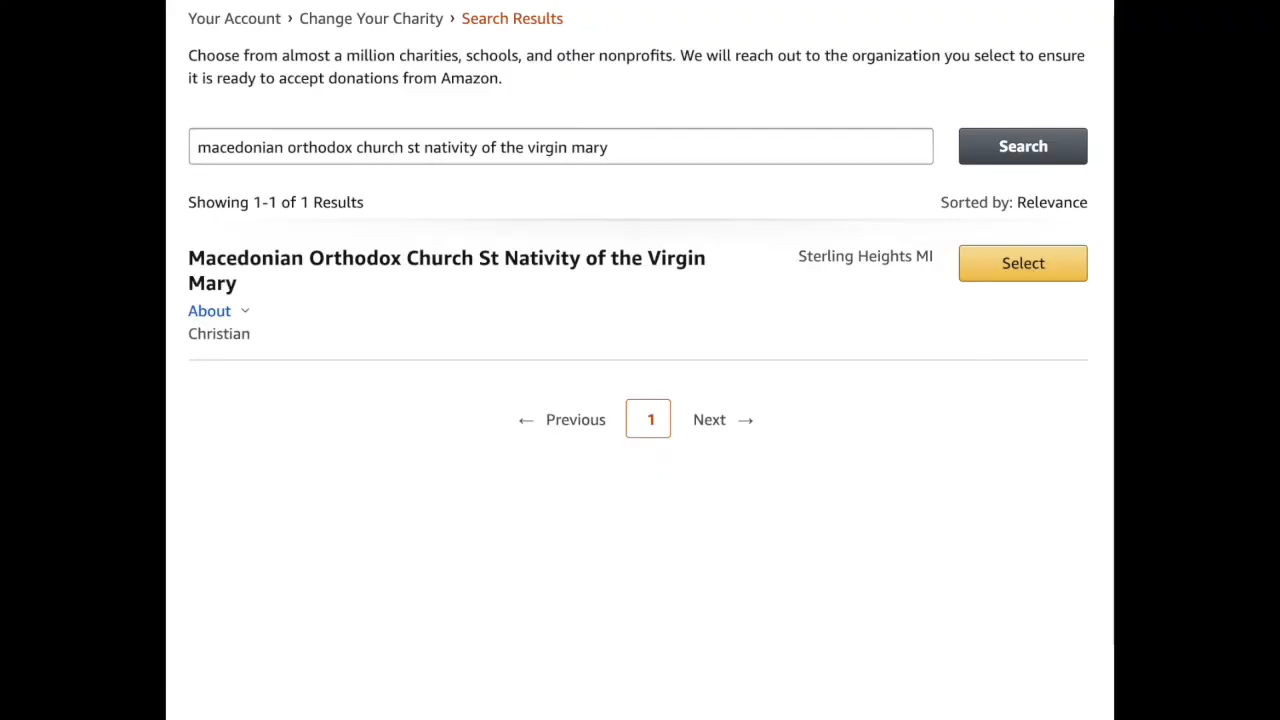 Your Account › Change Your Charity › Search Results
Choose from almost a million charities, schools, and other nonprofits. We will reach out to the organization you select to ensure
it is ready to accept donations from Amazon.
macedonian orthodox church st nativity of the virgin mary
Search
Showing 1-1 of 1 Results
Sorted by: Relevance
Macedonian Orthodox Church St Nativity of the Virgin
Mary
Sterling Heights MI
Select
About
Christian
← Previous 1 Next →